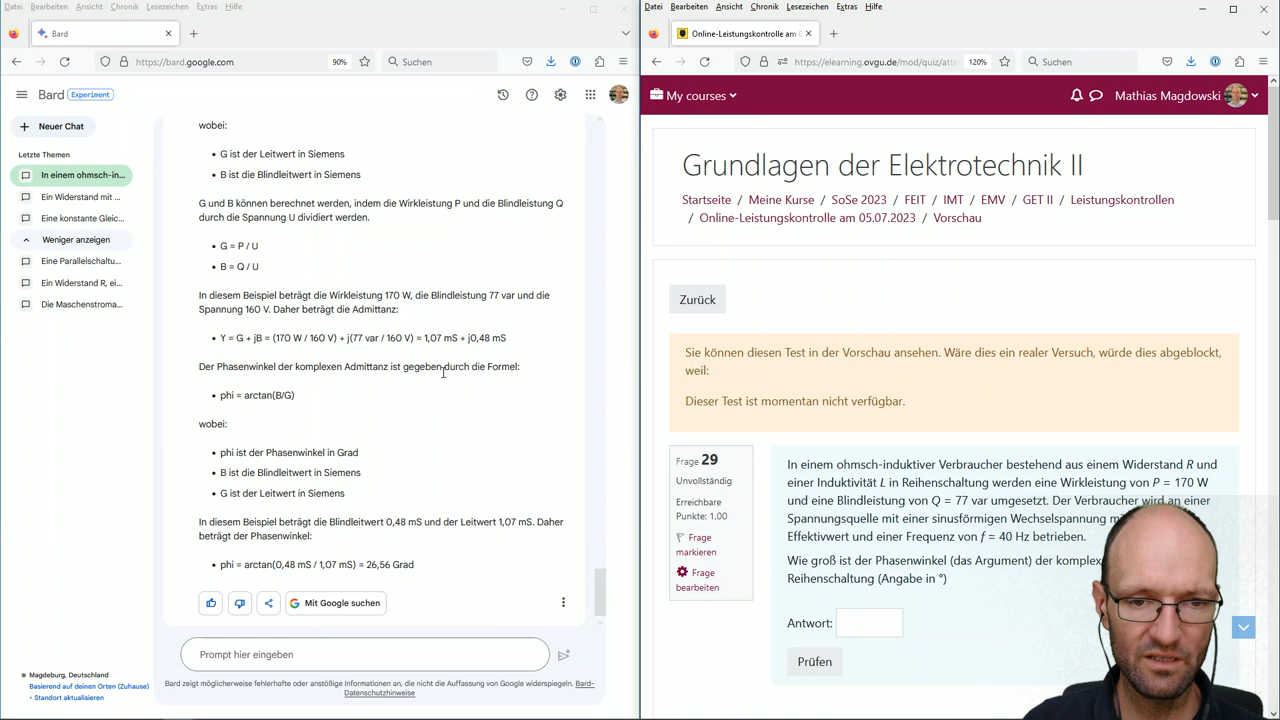 Datei Bearbeiten Ansicht Chronik Lesezeichen Extras Hilfe
Bard
https://bard.google.com
90%
Suchen
Bard Experiment
Neuer Chat
Letzte Themen
In einem ohmsch-in...
Ein Widerstand mit ...
Eine konstante Gleic...
Weniger anzeigen
Eine Parallelschaltu...
Ein Widerstand R, ei...
Die Maschenstroma...
wobei:
• G ist der Leitwert in Siemens
• B ist die Blindleitwert in Siemens
G und B können berechnet werden, indem die Wirkleistung P und die Blindleistung Q
durch die Spannung U dividiert werden.
• G = P / U
• B = Q / U
In diesem Beispiel beträgt die Wirkleistung 170 W, die Blindleistung 77 var und die
Spannung 160 V. Daher beträgt die Admittanz:
• Y = G + jB = (170 W / 160 V) + j(77 var / 160 V) = 1,07 mS + j0,48 mS
Der Phasenwinkel der komplexen Admittanz ist gegeben durch die Formel:
• phi = arctan(B/G)
wobei:
• phi ist der Phasenwinkel in Grad
• B ist die Blindleitwert in Siemens
• G ist der Leitwert in Siemens
In diesem Beispiel beträgt die Blindleitwert 0,48 mS und der Leitwert 1,07 mS. Daher
beträgt der Phasenwinkel:
• phi = arctan(0,48 mS / 1,07 mS) = 26,56 Grad
Mit Google suchen
Prompt hier eingeben
Magdeburg, Deutschland
Basierend auf deinen Orten (Zuhause)
• Standort aktualisieren
Bard zeigt möglicherweise fehlerhafte oder anstößige Informationen an, die nicht die Auffassung von Google widerspiegeln. Bard-
Datenschutzhinweise
Datei Bearbeiten Ansicht Chronik Lesezeichen Extras Hilfe
Online-Leistungskontrolle am
https://elearning.ovgu.de/mod/quiz/att
120%
Suchen
My courses
Mathias Magdowski
Grundlagen der Elektrotechnik II
Startseite / Meine Kurse / SoSe 2023 / FEIT / IMT / EMV / GET II / Leistungskontrollen
/ Online-Leistungskontrolle am 05.07.2023 / Vorschau
Zurück
Sie können diesen Test in der Vorschau ansehen. Wäre dies ein realer Versuch, würde dies abgeblockt,
weil:
Dieser Test ist momentan nicht verfügbar.
Frage 29
Unvollständig
Erreichbare
Punkte: 1.00
Frage
markieren
Frage
bearbeiten
In einem ohmsch-induktiver Verbraucher bestehend aus einem Widerstand R und
einer Induktivität L in Reihenschaltung werden eine Wirkleistung von P = 170 W
und eine Blindleistung von Q = 77 var umgesetzt. Der Verbraucher wird an einer
Spannungsquelle mit einer sinusförmigen Wechselspannung
Effektivwert und einer Frequenz von f = 40 Hz betrieben.
Wie groß ist der Phasenwinkel (das Argument) der
Reihenschaltung (Angabe in °)
Antwort:
Prüfen